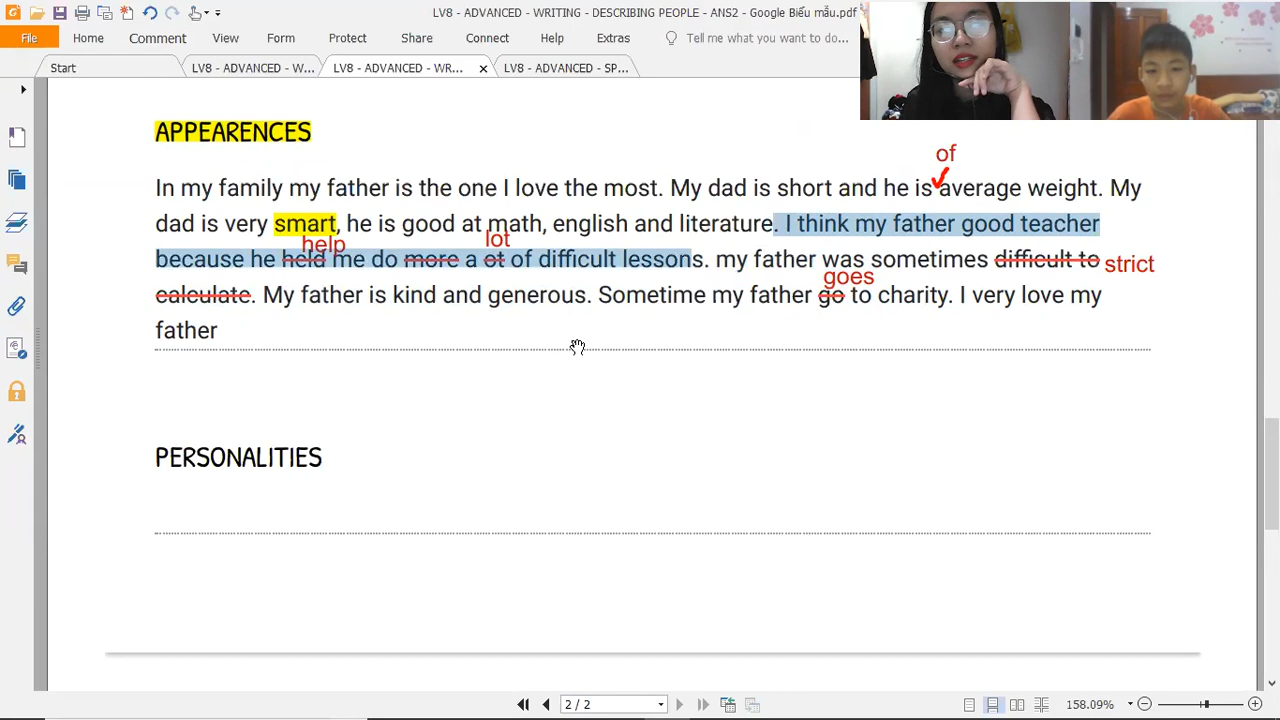 LV8 - ADVANCED - WRITING - DESCRIBING PEOPLE - ANS2 - Google Biểu mẫu.pdf
File Home Comment View Form Protect Share Connect Help Extras Tell me what you want to do...
Start LV8 - ADVANCED - W... LV8 - ADVANCED - WR... LV8 - ADVANCED - SP...
APPEARENCES
of
In my family my father is the one I love the most. My dad is short and he is average weight. My
dad is very smart, he is good at math, english and literature. I think my father good teacher
help lot
because he held me do more a ot of difficult lessons. my father was sometimes difficult to strict
goes
calculate. My father is kind and generous. Sometime my father go to charity. I very love my
father
PERSONALITIES
2 / 2 158.09%